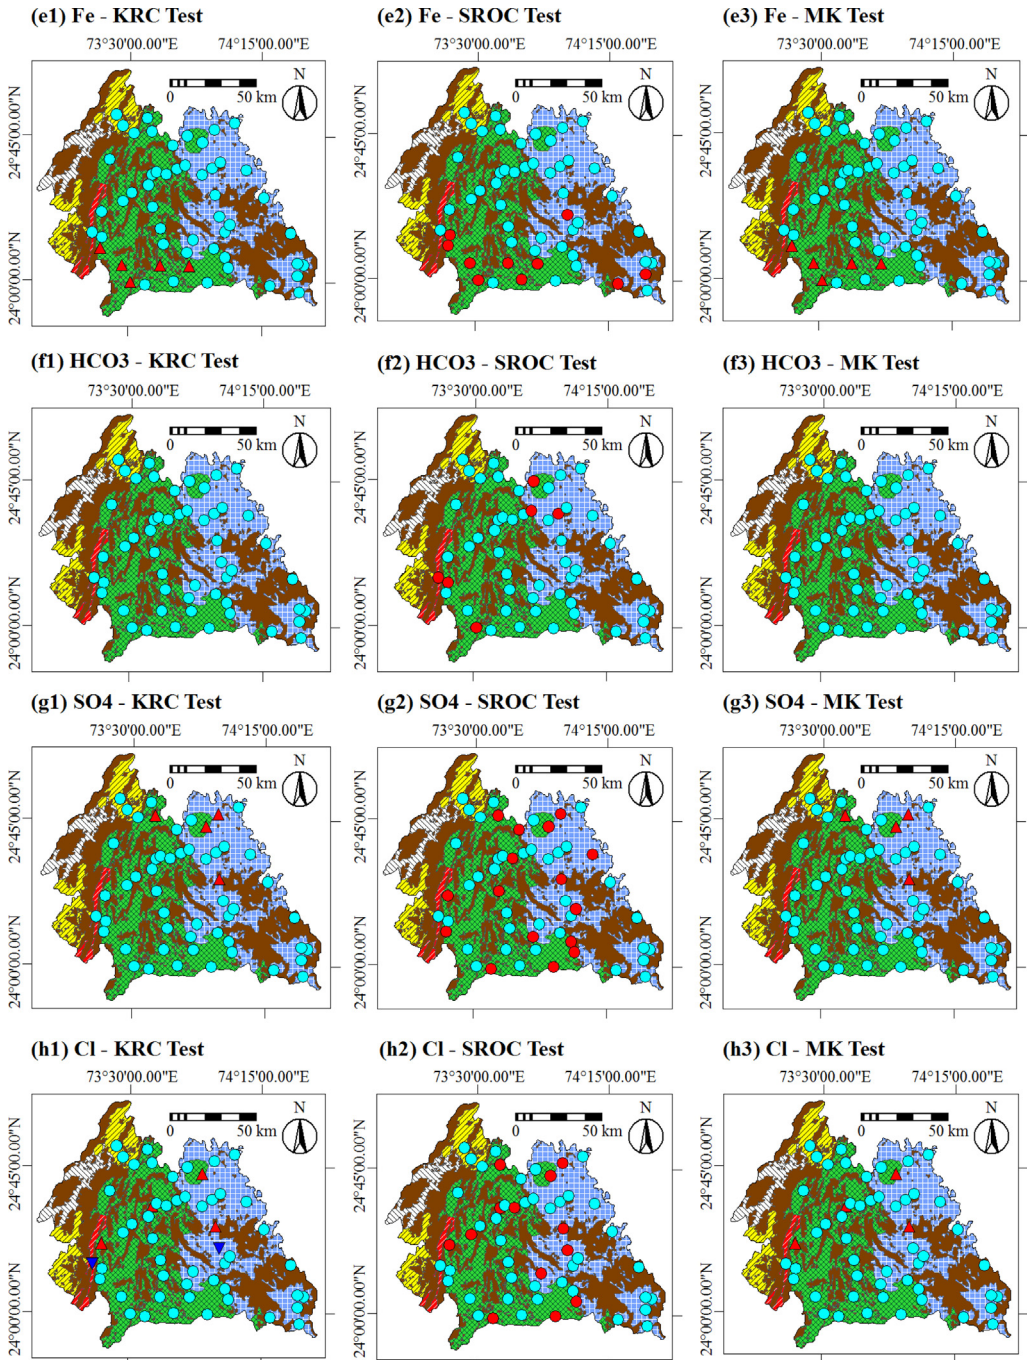 (e1) Fe - KRC Test
(e2) Fe - SROC Test
(e3) Fe - MK Test
73°30'00.00"E 74°15'00.00"E
73°30'00.00"E 74°15'00.00"E
73°30'00.00"E 74°15'00.00"E
24°45'00.00"N
24°00'00.00"N
N
0 50 km
24°45'00.00"N
24°00'00.00"N
N
0 50 km
24°45'00.00"N
24°00'00.00"N
N
0 50 km
(f1) HCO3 - KRC Test
(f2) HCO3 - SROC Test
(f3) HCO3 - MK Test
73°30'00.00"E 74°15'00.00"E
73°30'00.00"E 74°15'00.00"E
73°30'00.00"E 74°15'00.00"E
24°45'00.00"N
24°00'00.00"N
N
0 50 km
24°45'00.00"N
24°00'00.00"N
N
0 50 km
24°45'00.00"N
24°00'00.00"N
N
0 50 km
(g1) SO4 - KRC Test
(g2) SO4 - SROC Test
(g3) SO4 - MK Test
73°30'00.00"E 74°15'00.00"E
73°30'00.00"E 74°15'00.00"E
73°30'00.00"E 74°15'00.00"E
24°45'00.00"N
24°00'00.00"N
N
0 50 km
24°45'00.00"N
24°00'00.00"N
N
0 50 km
24°45'00.00"N
24°00'00.00"N
N
0 50 km
(h1) Cl - KRC Test
(h2) Cl - SROC Test
(h3) Cl - MK Test
73°30'00.00"E 74°15'00.00"E
73°30'00.00"E 74°15'00.00"E
73°30'00.00"E 74°15'00.00"E
24°45'00.00"N
24°00'00.00"N
N
0 50 km
24°45'00.00"N
24°00'00.00"N
N
0 50 km
24°45'00.00"N
24°00'00.00"N
N
0 50 km